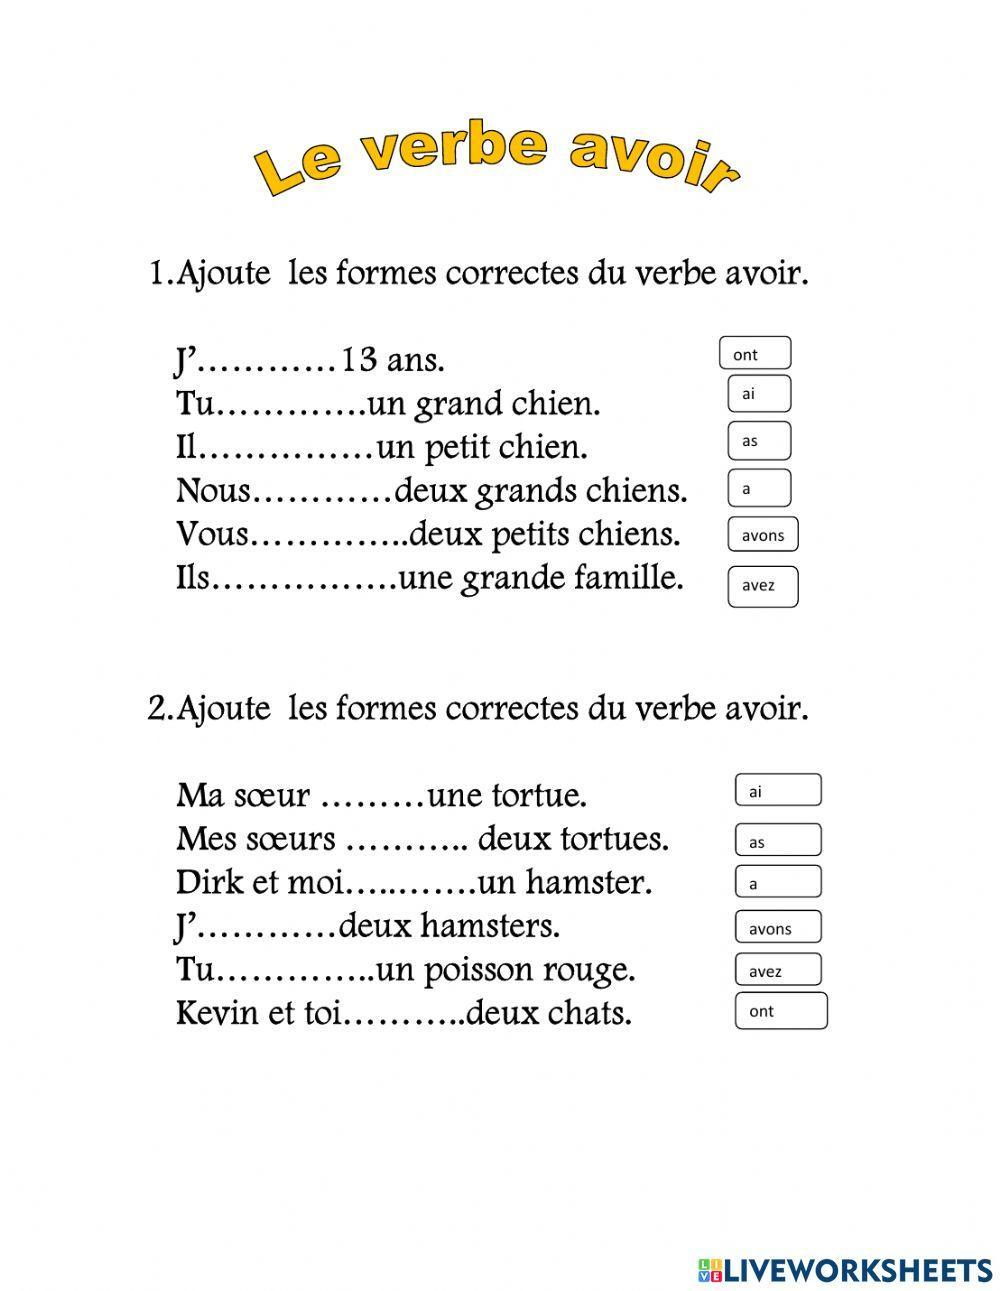 Le verbe avoir
1.Ajoute les formes correctes du verbe avoir.
J'…………13 ans.
ont
Tu………….un grand chien.
ai
Il……………un petit chien.
as
Nous…………deux grands chiens.
a
Vous…………..deux petits chiens.
avons
Ils…………….une grande famille.
avez
2.Ajoute les formes correctes du verbe avoir.
Ma sœur ………une tortue.
ai
Mes sœurs ……….. deux tortues.
as
Dirk et moi…..…….un hamster.
a
J'…………deux hamsters.
avons
Tu…………..un poisson rouge.
avez
Kevin et toi………..deux chats.
ont
LIVE LIVEWORKSHEETS